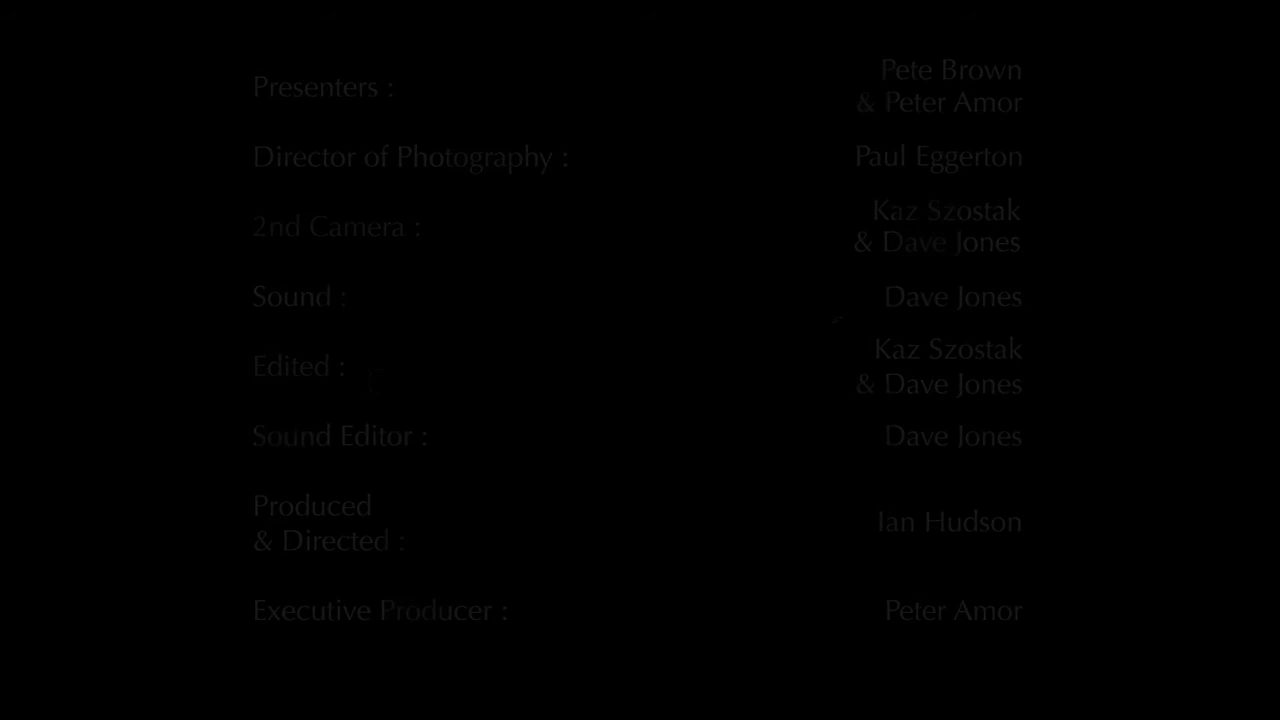 Presenters :
Pete Brown
& Peter Amor
Director of Photography :
Paul Eggerton
2nd Camera :
Kaz Szostak
& Dave Jones
Sound :
Dave Jones
Edited :
Kaz Szostak
& Dave Jones
Sound Editor :
Dave Jones
Produced
& Directed :
Ian Hudson
Executive Producer :
Peter Amor